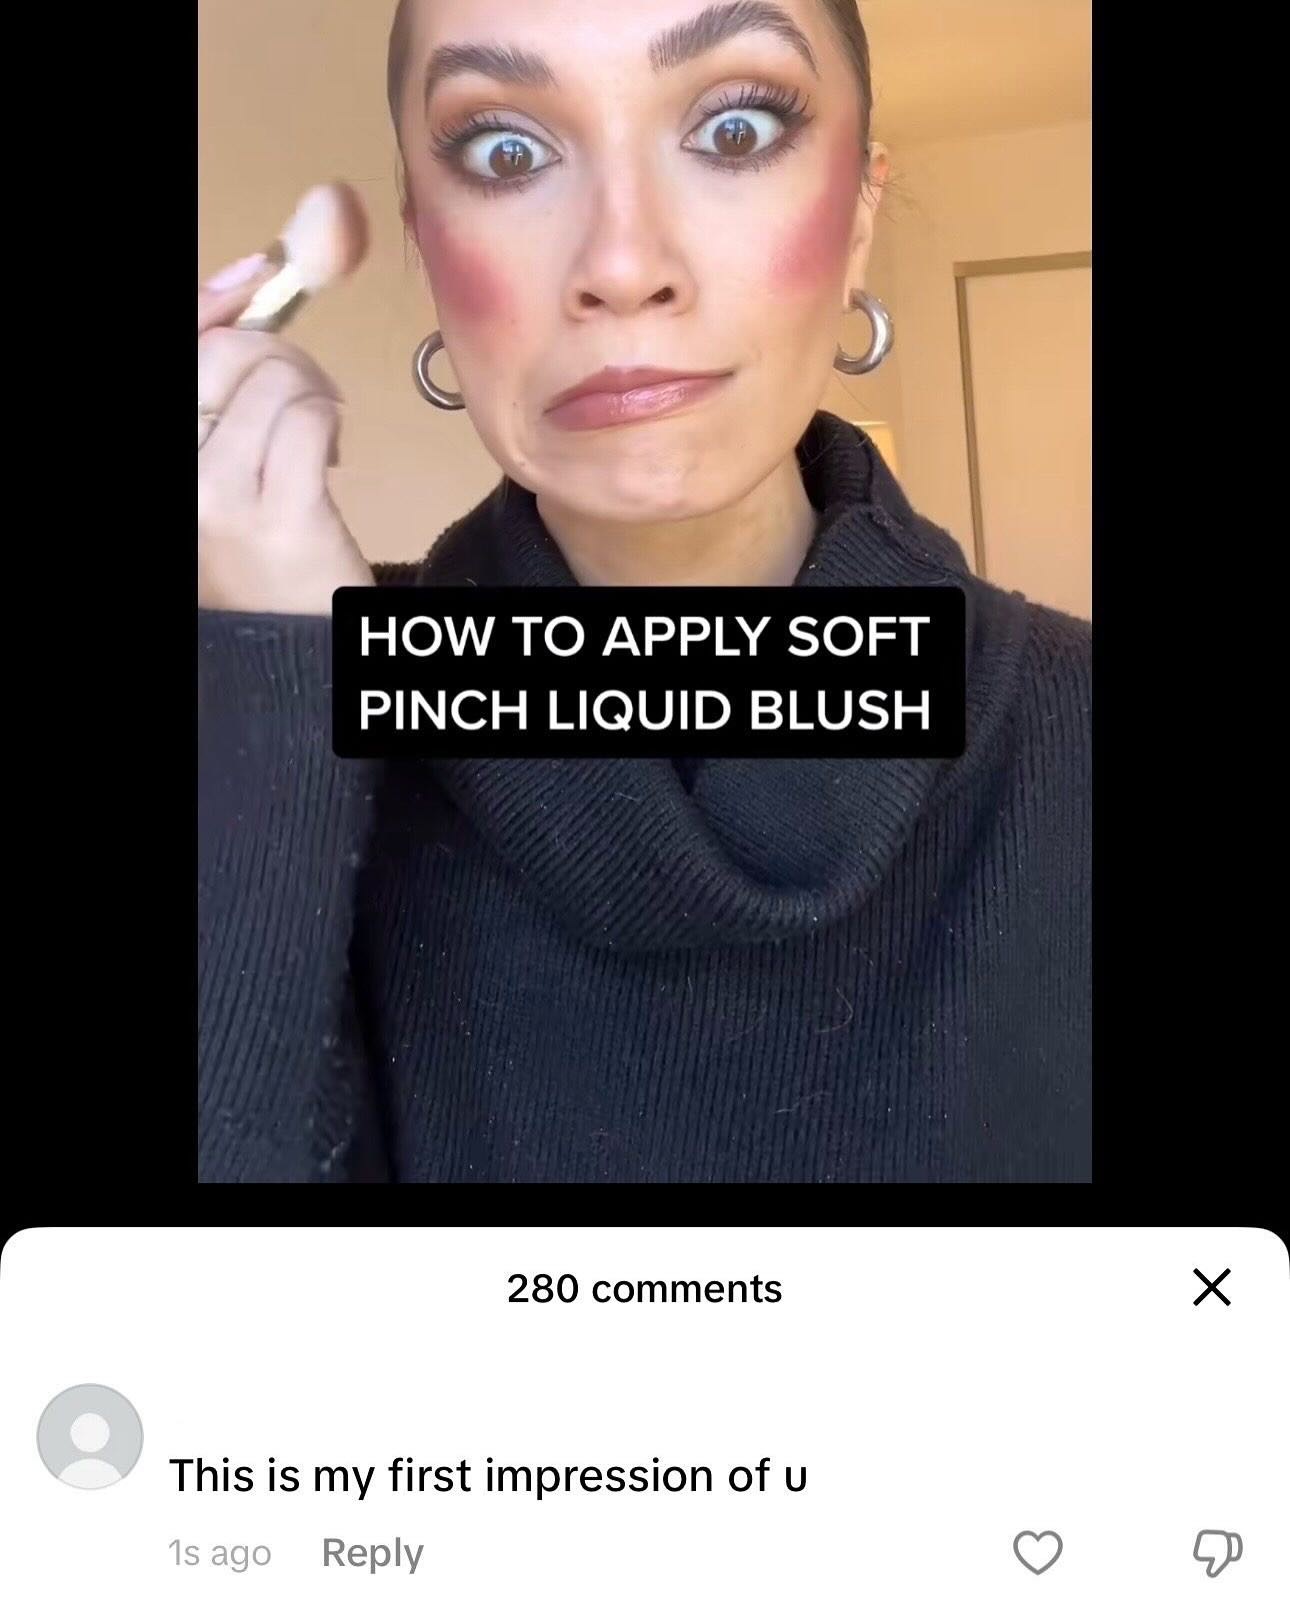 HOW TO APPLY SOFT
PINCH LIQUID BLUSH
280 comments
This is my first impression of u
1s ago Reply